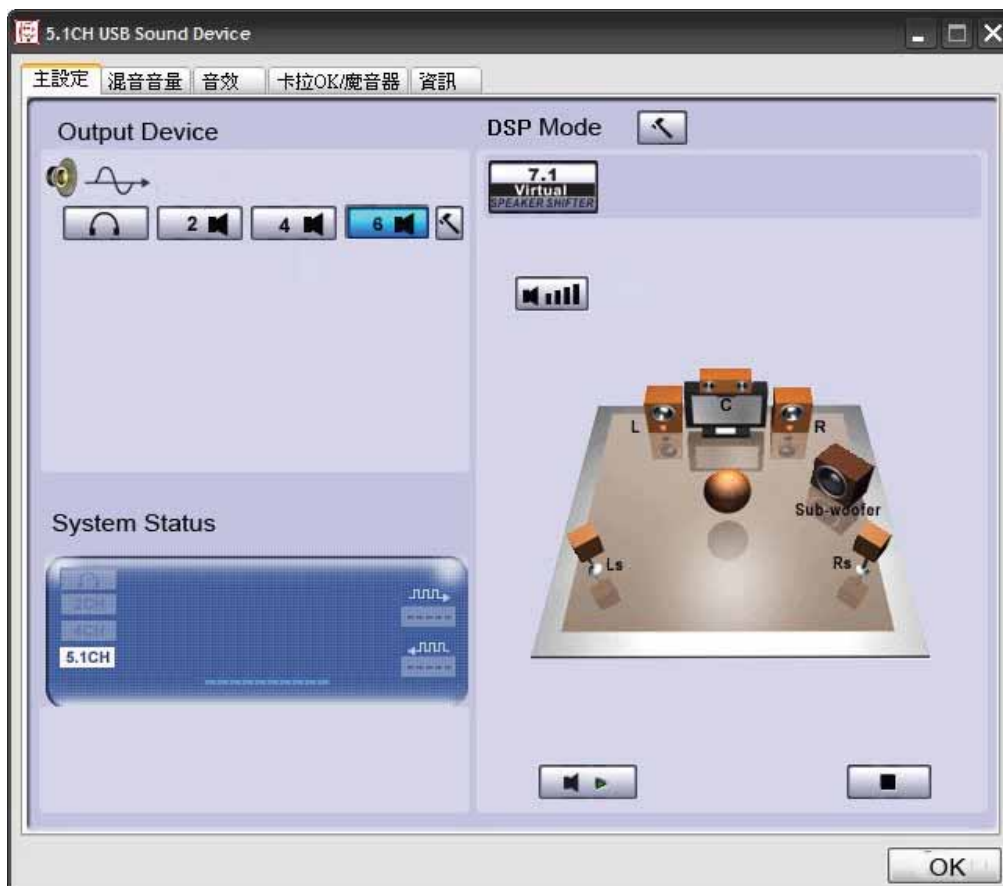 5.1CH USB Sound Device
主設定
混音音量
音效
卡拉OK/魔音器
資訊
Output Device
DSP Mode
7.1
Virtual
SPEAKER SHIFTER
2
4
6
C
L
R
Sub-woofer
Ls
Rs
System Status
2CH
4CH
5.1CH
OK